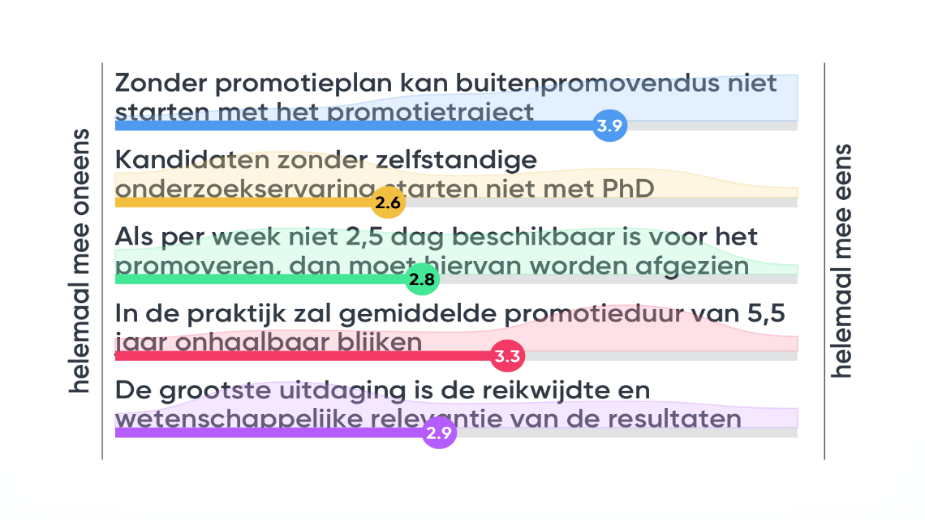 helemaal mee oneens
Zonder promotieplan kan buitenpromovendus niet
starten met het promotietraject
3.9
Kandidaten zonder zelfstandige
onderzoekservaring starten niet met PhD
2.6
Als per week niet 2,5 dag beschikbaar is voor het
promoveren, dan moet hiervan worden afgezien
2.8
In de praktijk zal gemiddelde promotieduur van 5,5
jaar onhaalbaar blijken
3.3
De grootste uitdaging is de reikwijdte en
wetenschappelijke relevantie van de resultaten
2.9
helemaal mee eens